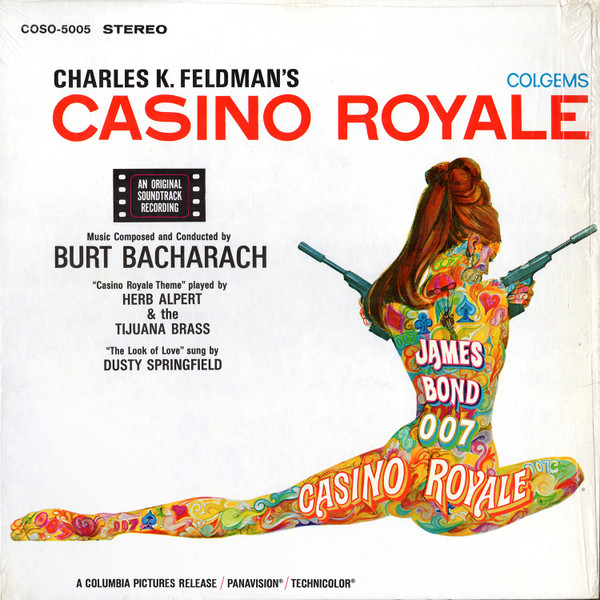 COSO-5005 STEREO
CHARLES K. FELDMAN'S
COLGEMS
CASINO ROYALE
AN ORIGINAL
SOUNDTRACK
RECORDING
Music Composed and Conducted by
BURT BACHARACH
"Casino Royale Theme" played by
HERB ALPERT
& the
TIJUANA BRASS
"The Look of Love" sung by
DUSTY SPRINGFIELD
JAMES
BOND
007
CASINO ROYALE
007
007
A COLUMBIA PICTURES RELEASE / PANAVISION® / TECHNICOLOR®